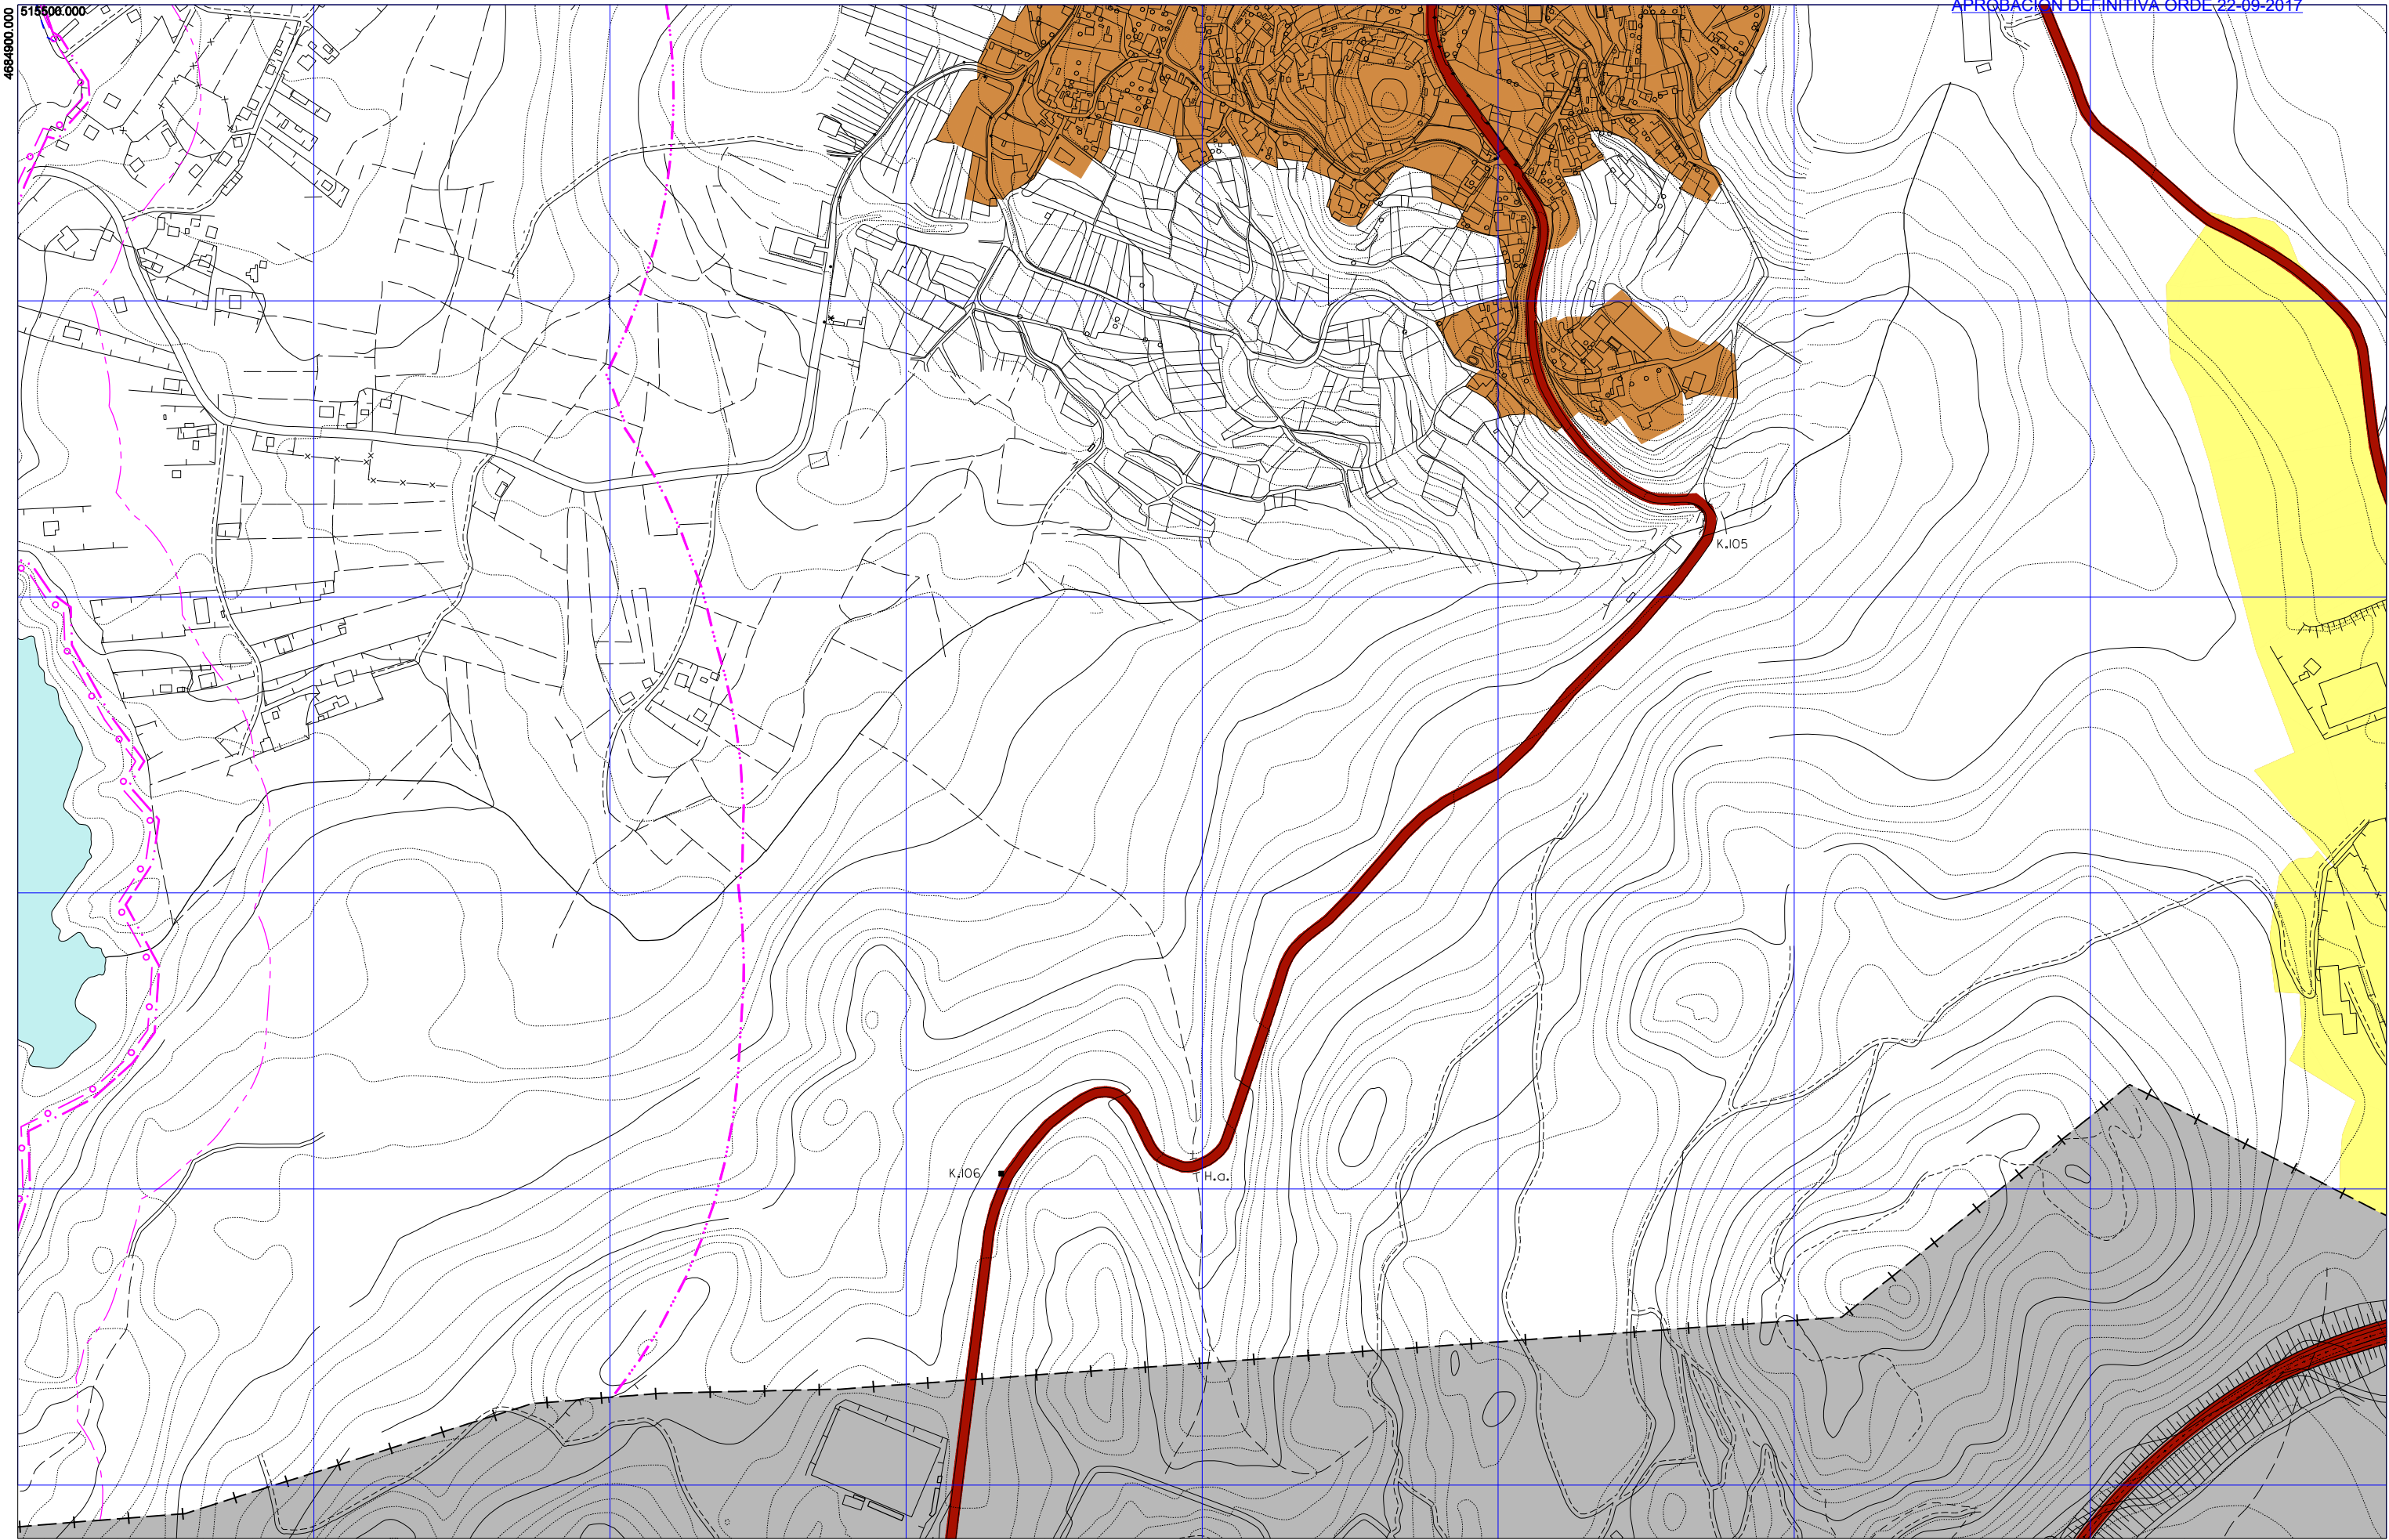 515500.000
4684900.000
APROBACIÓN DEFINITIVA ORDE 22-09-2017
K.105
K.106
H.a.